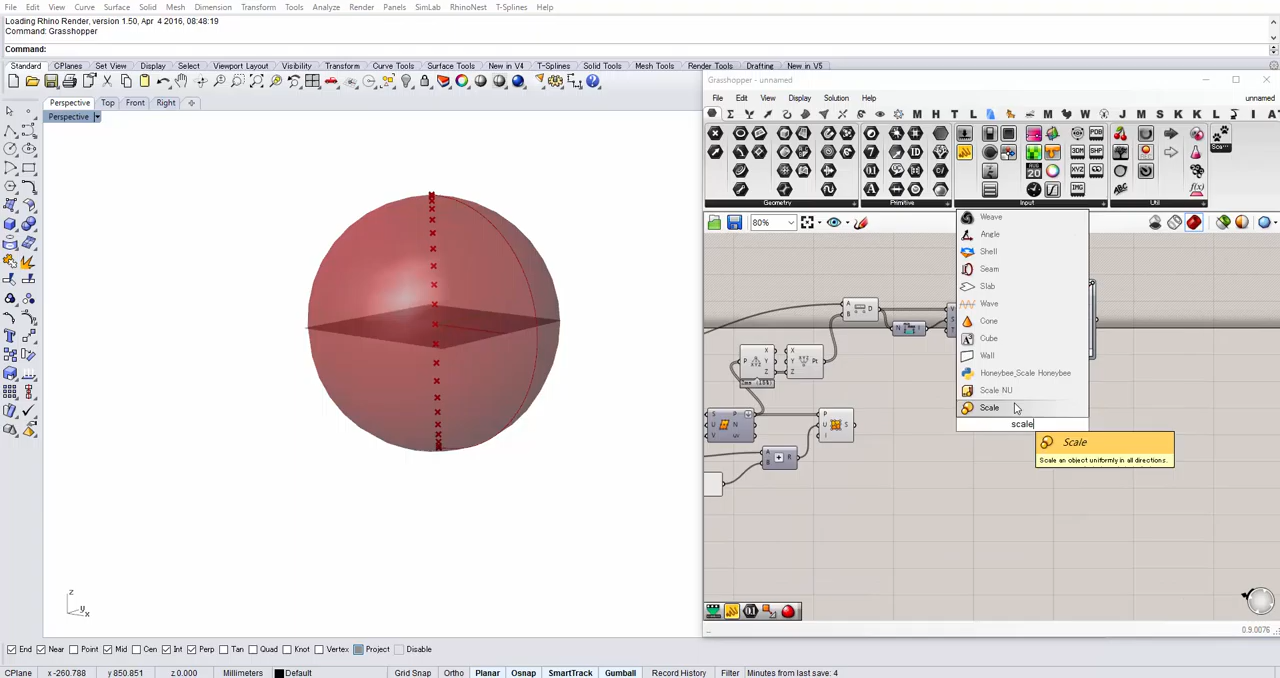 File Edit View Curve Surface Solid Mesh Dimension Transform Tools Analyze Render Panels SimLab RhinoNest T-Splines Help
Loading Rhino Render, version 1.50, Apr 4 2016, 08:48:19
Command: Grasshopper
Command:
Standard CPlanes Set View Display Select Viewport Layout Visibility Transform Curve Tools Surface Tools Solid Tools Mesh Tools Render Tools Drafting New in V4 T-Splines New in V5
Grasshopper - unnamed
Perspective Top Front Right
Perspective
File Edit View Display Solution Help unnamed
Geometry Primitive Input Util
80%
Weave
Angle
Shell
Seam
Slab
Wave
Cone
Cube
Wall
Honeybee_Scale Honeybee
Scale NU
Scale
scale
Scale
Scale an object uniformly in all directions.
A
B
D
N
I
P
X
Y
Z
X
Y
Z
Pt
S
U
V
P
N
uv
P
U
I
S
A
B
R
z
y
x
0.9.0076
End Near Point Mid Cen Int Perp Tan Quad Knot Vertex Project Disable
CPlane x -260.788 y 850.851 z 0.000 Millimeters Default Grid Snap Ortho Planar Osnap SmartTrack Gumball Record History Filter Minutes from last save: 4